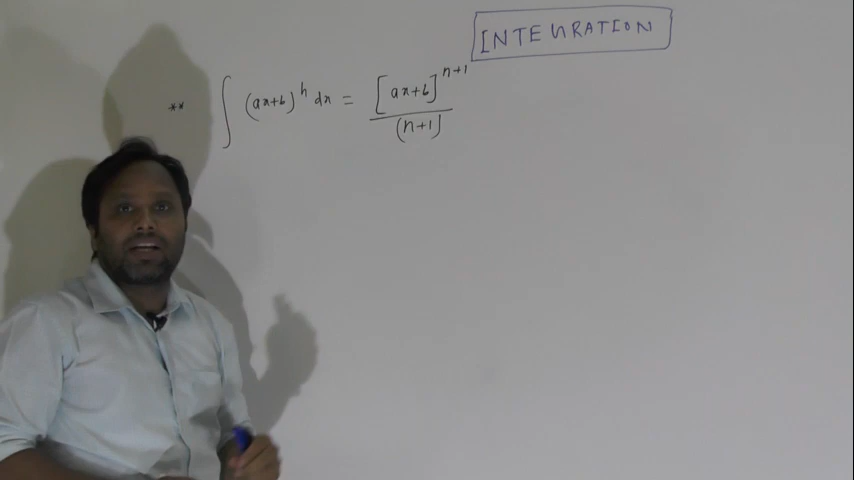 INTEGRATION
** ∫ (ax+b)^n dx = [ax+b]^n+1 / (n+1)